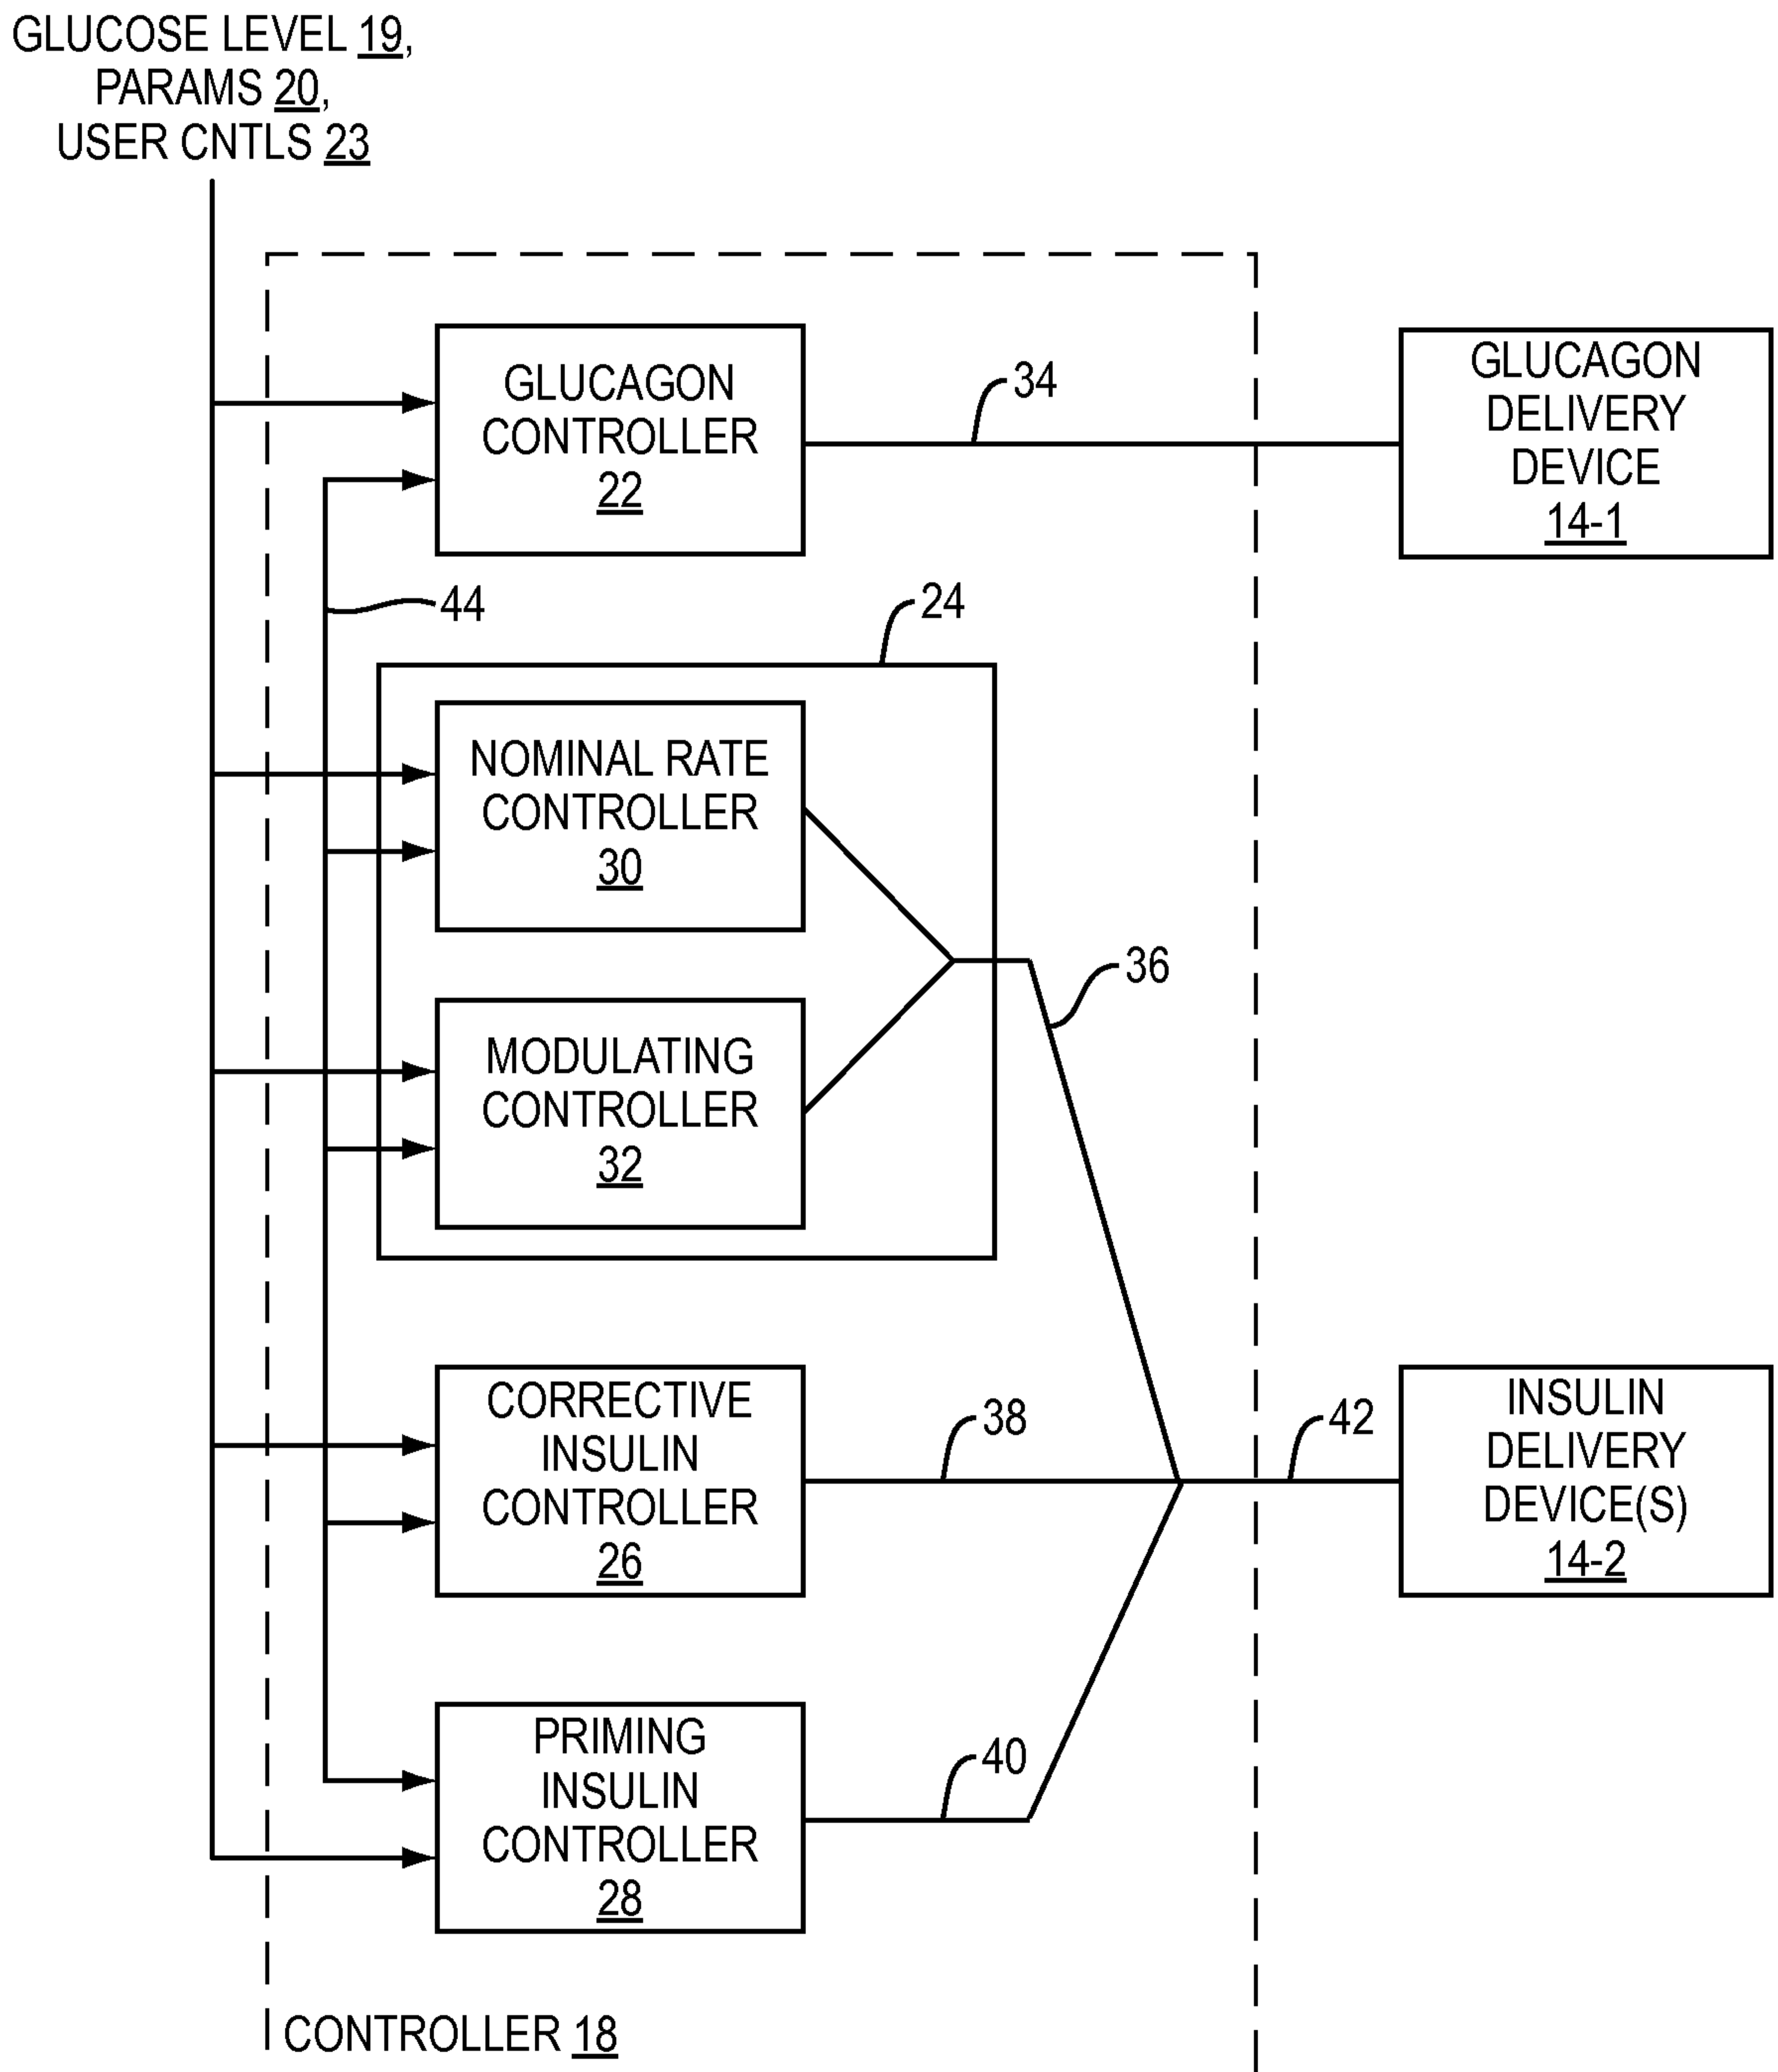 GLUCOSE LEVEL 19,
PARAMS 20,
USER CNTLS 23
GLUCAGON
CONTROLLER
22
34
GLUCAGON
DELIVERY
DEVICE
14-1
44
24
NOMINAL RATE
CONTROLLER
30
36
MODULATING
CONTROLLER
32
CORRECTIVE
INSULIN
CONTROLLER
26
38
42
INSULIN
DELIVERY
DEVICE(S)
14-2
PRIMING
INSULIN
CONTROLLER
28
40
CONTROLLER 18